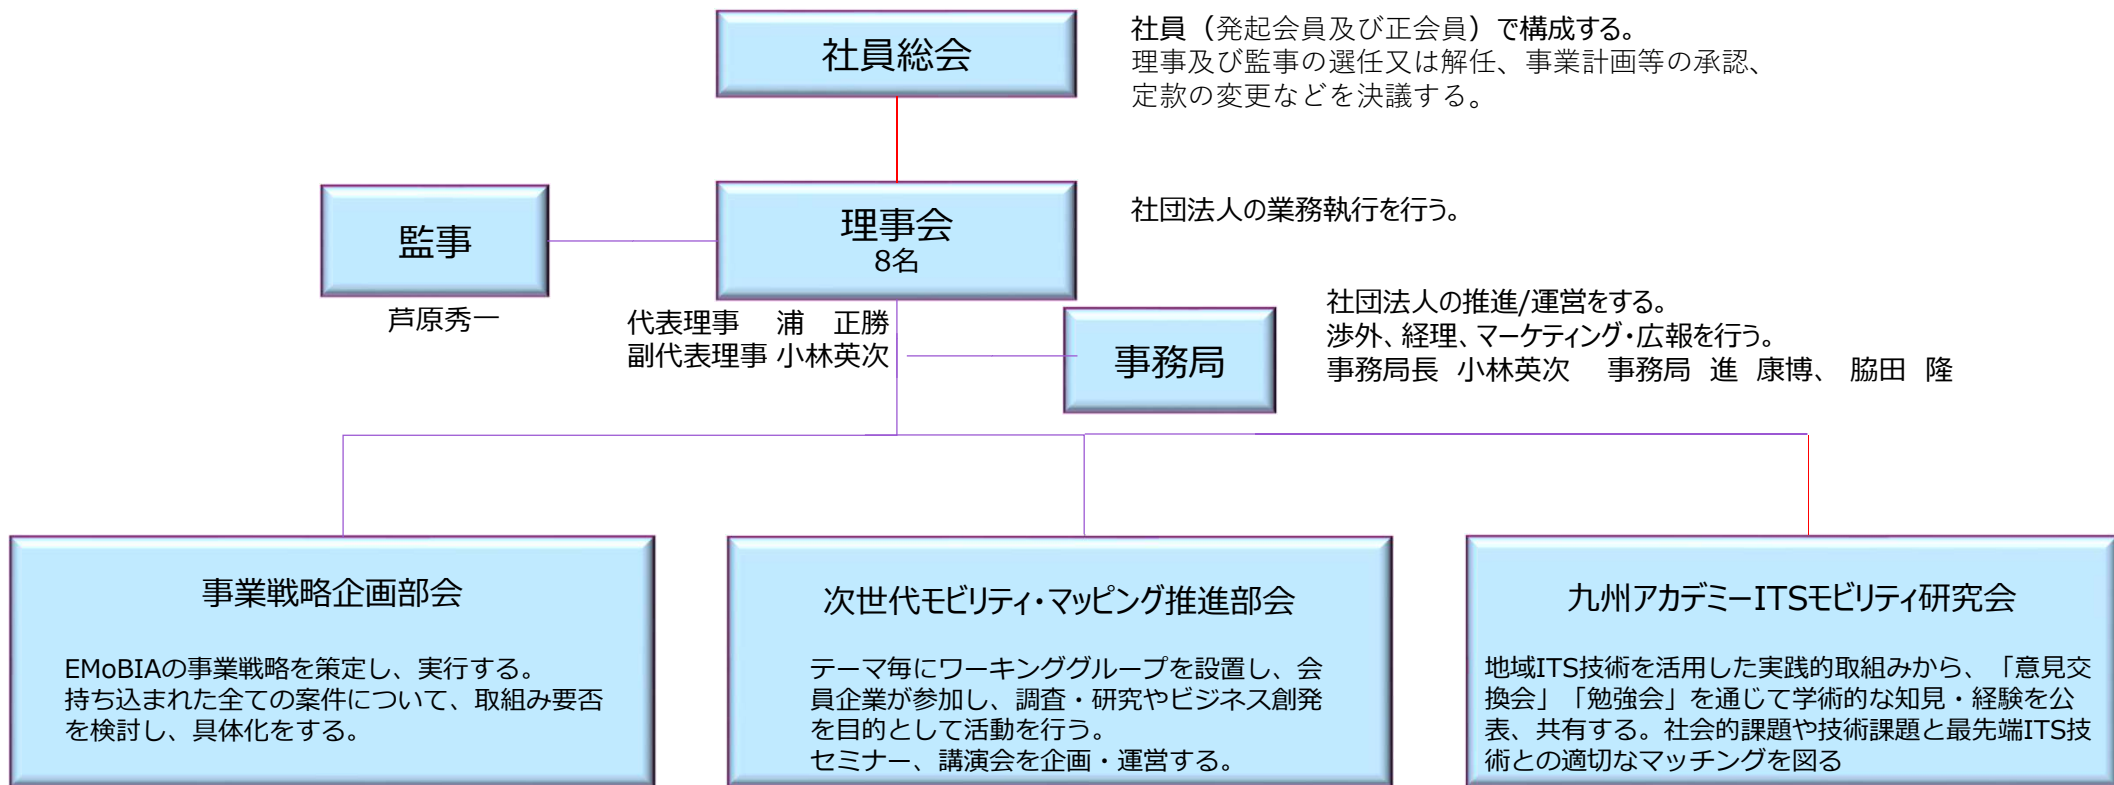 社員総会
社員（発起会員及び正会員）で構成する。
理事及び監事の選任又は解任、事業計画等の承認、
定款の変更などを決議する。
監事
芦原秀一
理事会
8名
社団法人の業務執行を行う。
代表理事　浦　正勝
副代表理事 小林英次
事務局
社団法人の推進/運営をする。
渉外、経理、マーケティング・広報を行う。
事務局長 小林英次　事務局 進 康博、 脇田 隆
事業戦略企画部会
EMoBIAの事業戦略を策定し、実行する。
持ち込まれた全ての案件について、取組み要否
を検討し、具体化をする。
次世代モビリティ・マッピング推進部会
テーマ毎にワーキンググループを設置し、会
員企業が参加し、調査・研究やビジネス創発
を目的として活動を行う。
セミナー、講演会を企画・運営する。
九州アカデミーITSモビリティ研究会
地域ITS技術を活用した実践的取組みから、「意見交
換会」「勉強会」を通じて学術的な知見・経験を公
表、共有する。社会的課題や技術課題と最先端ITS技
術との適切なマッチングを図る